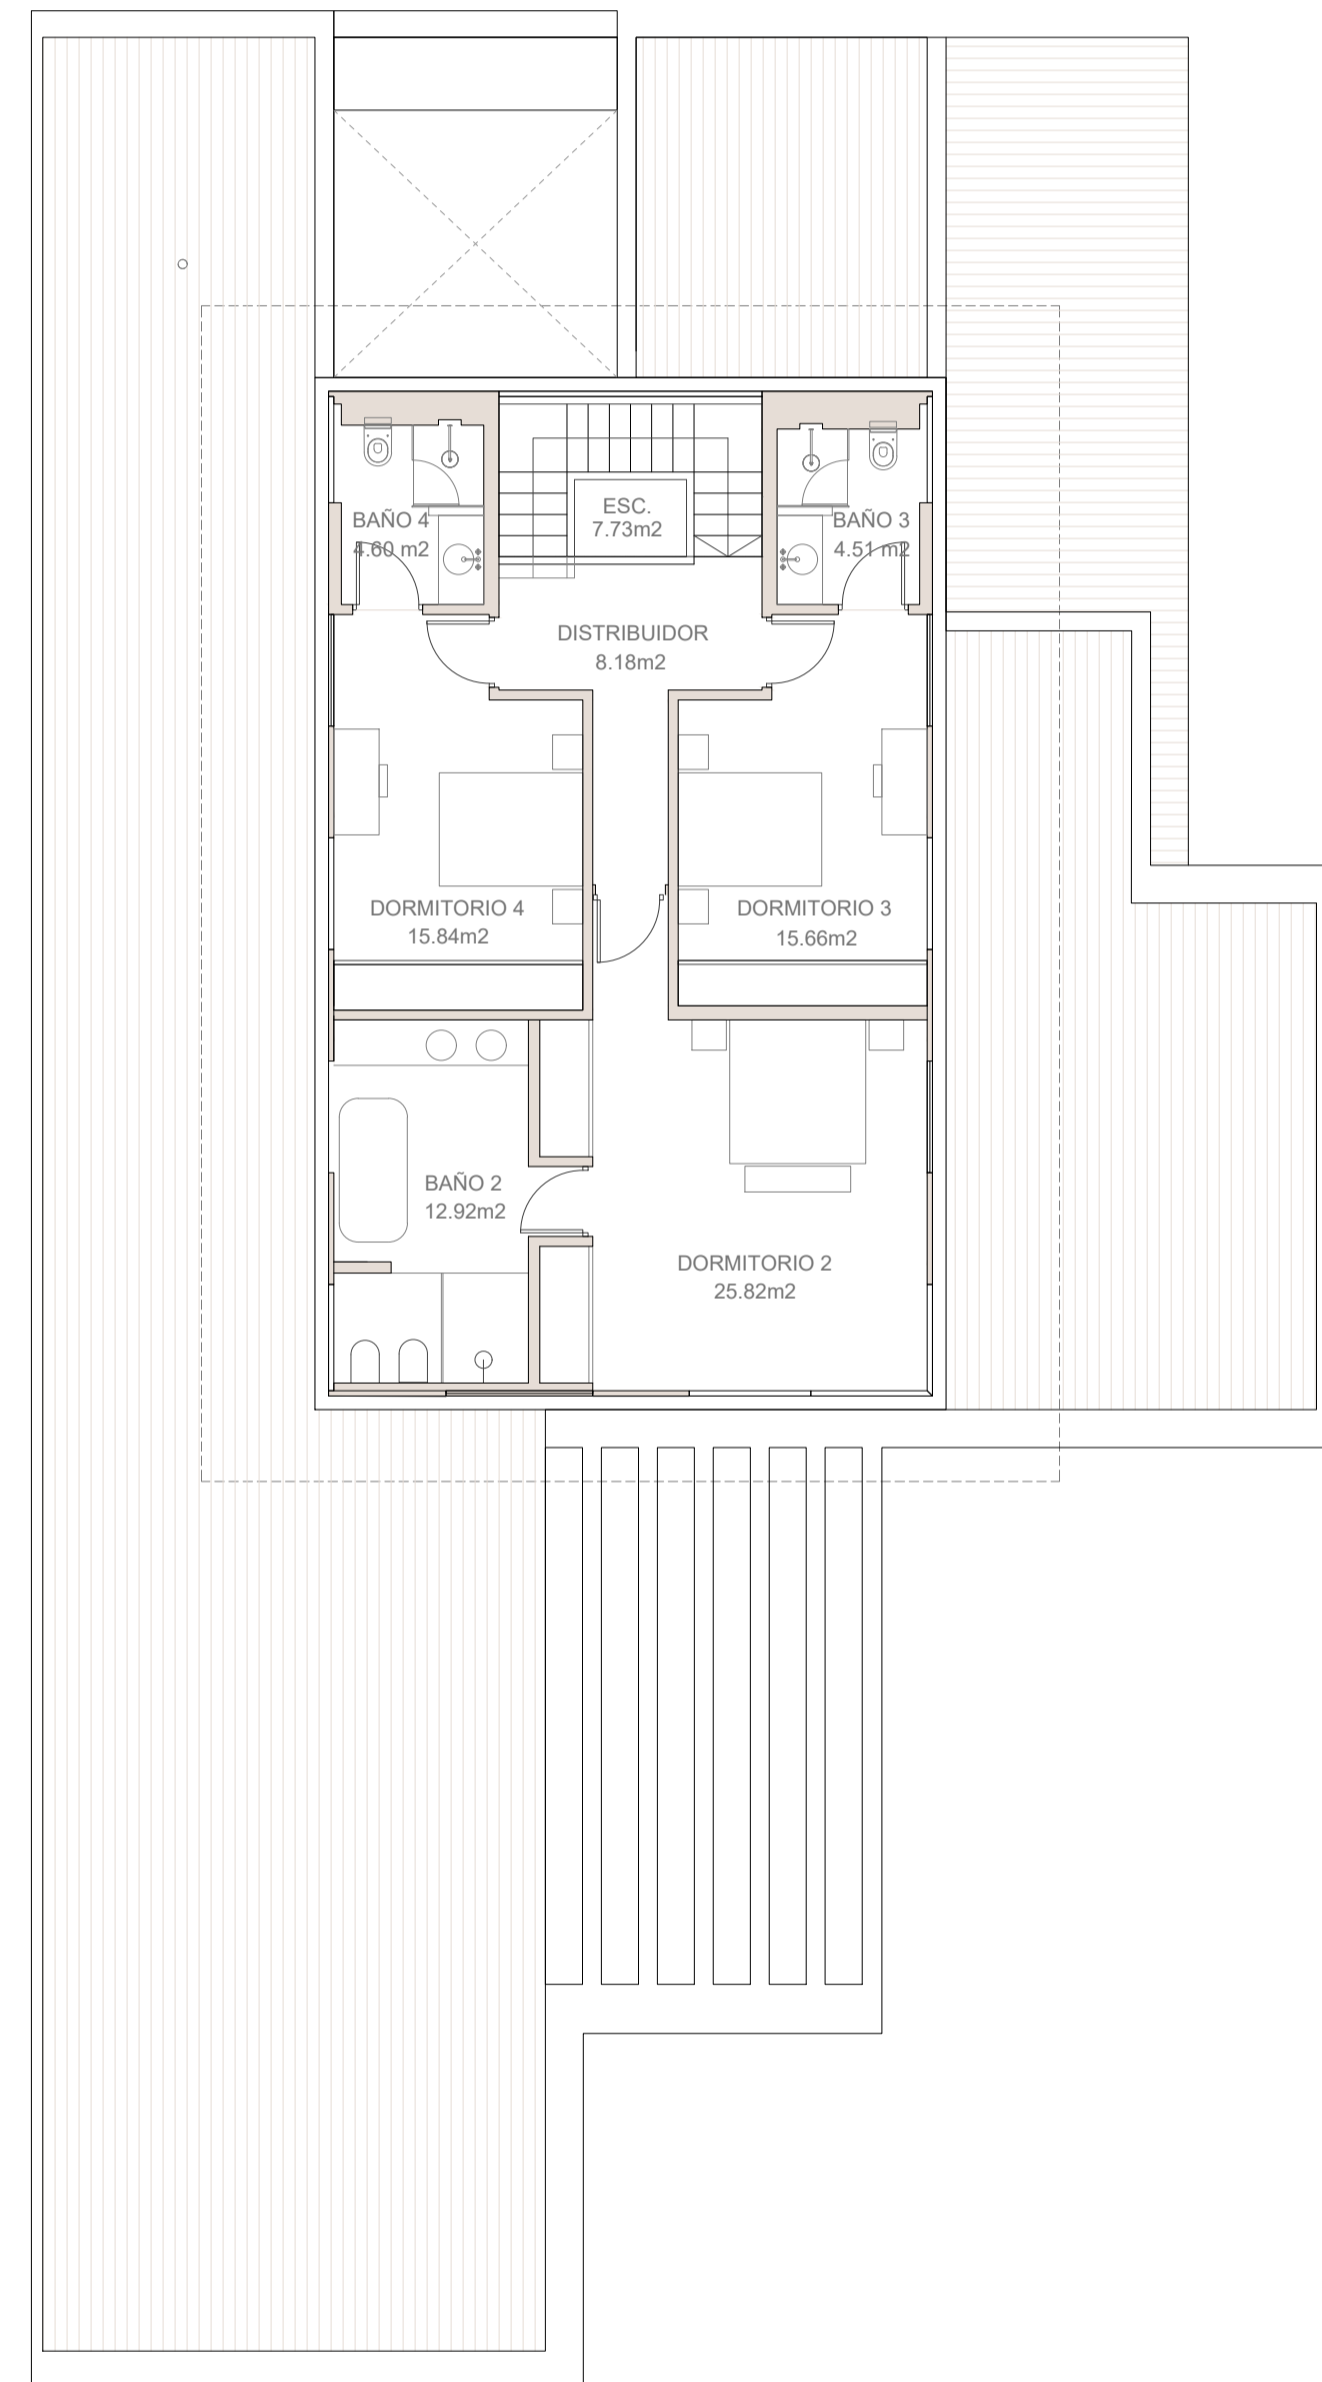 BAÑO 4
4.60 m2
ESC.
7.73m2
BAÑO 3
4.51 m2
DISTRIBUIDOR
8.18m2
DORMITORIO 4
15.84m2
DORMITORIO 3
15.66m2
BAÑO 2
12.92m2
DORMITORIO 2
25.82m2